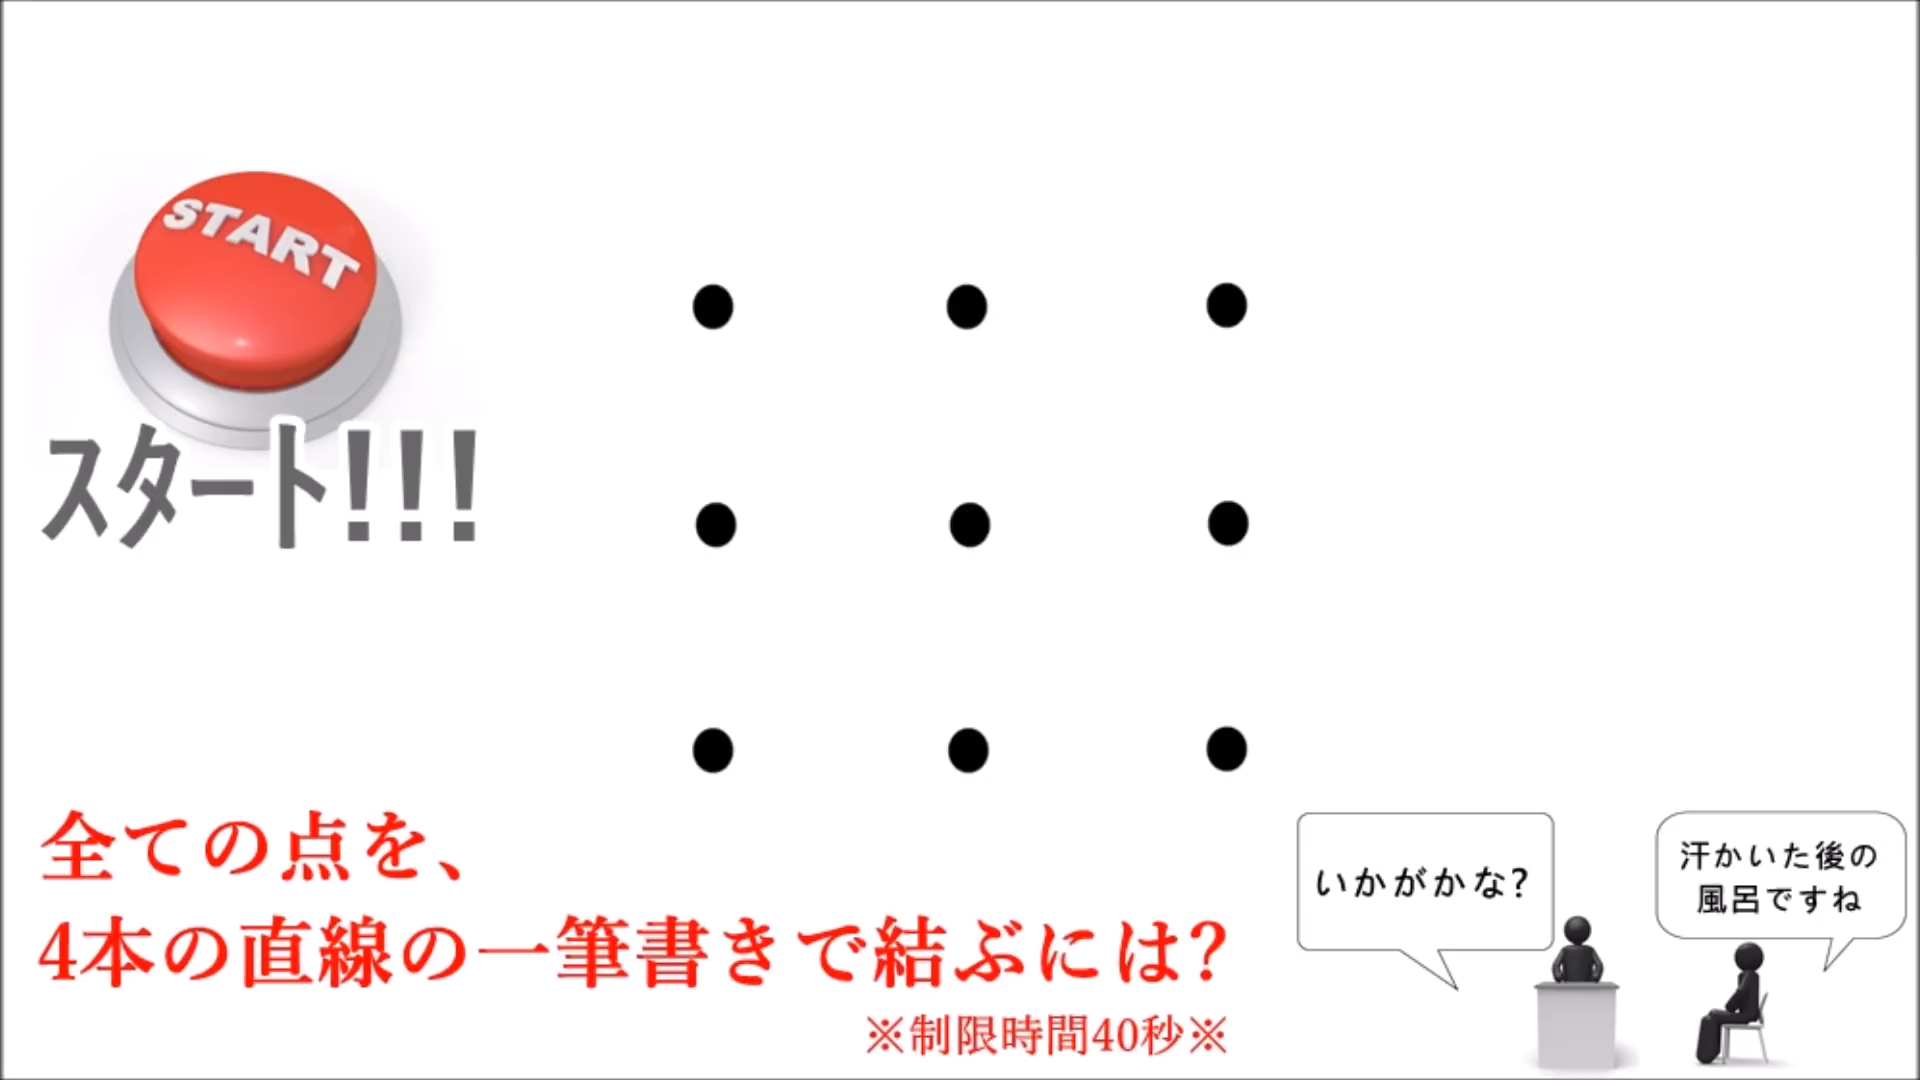 START
スタート!!!
全ての点を、
4本の直線の一筆書きで結ぶには?
※制限時間40秒※
いかがかな?
汗かいた後の
風呂ですね